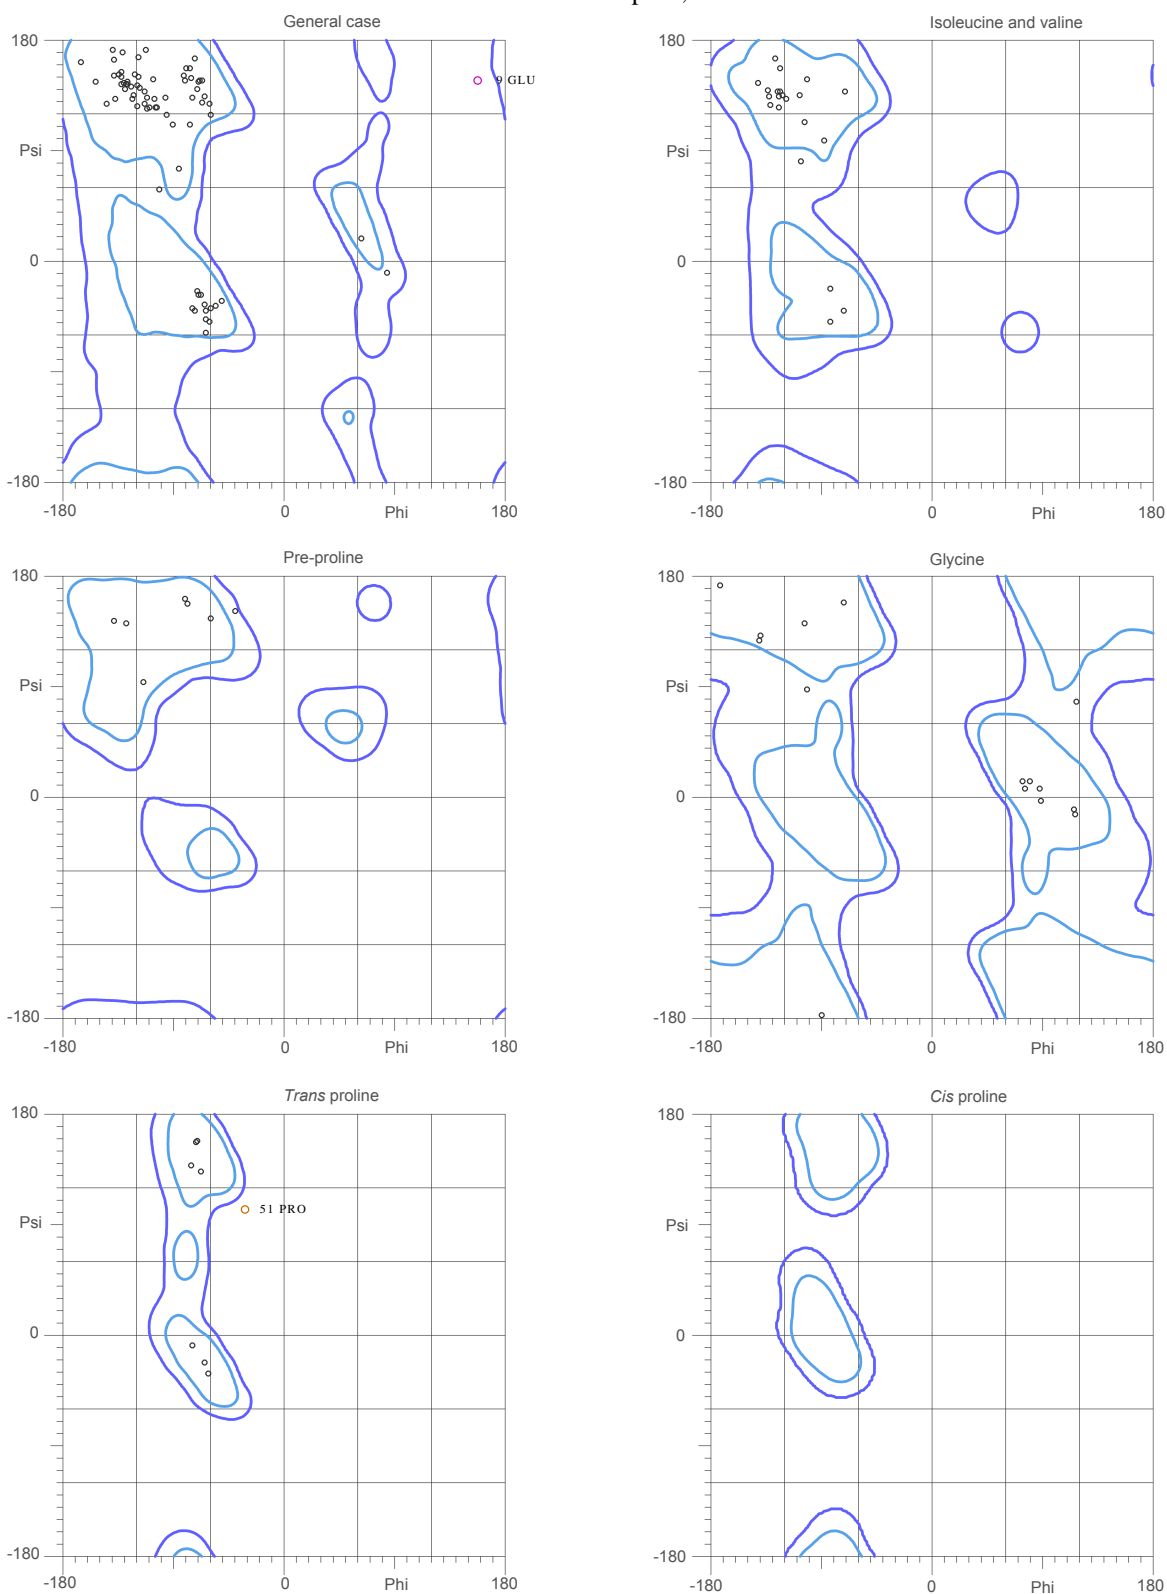 General case
Isoleucine and valine
180
Psi
0
-180
-180
0
Phi
180
9 GLU
180
Psi
0
-180
-180
0
Phi
180
Pre-proline
Glycine
180
Psi
0
-180
-180
0
Phi
180
180
Psi
0
-180
-180
0
Phi
180
Trans proline
Cis proline
180
Psi
0
-180
-180
0
Phi
180
51 PRO
180
Psi
0
-180
-180
0
Phi
180